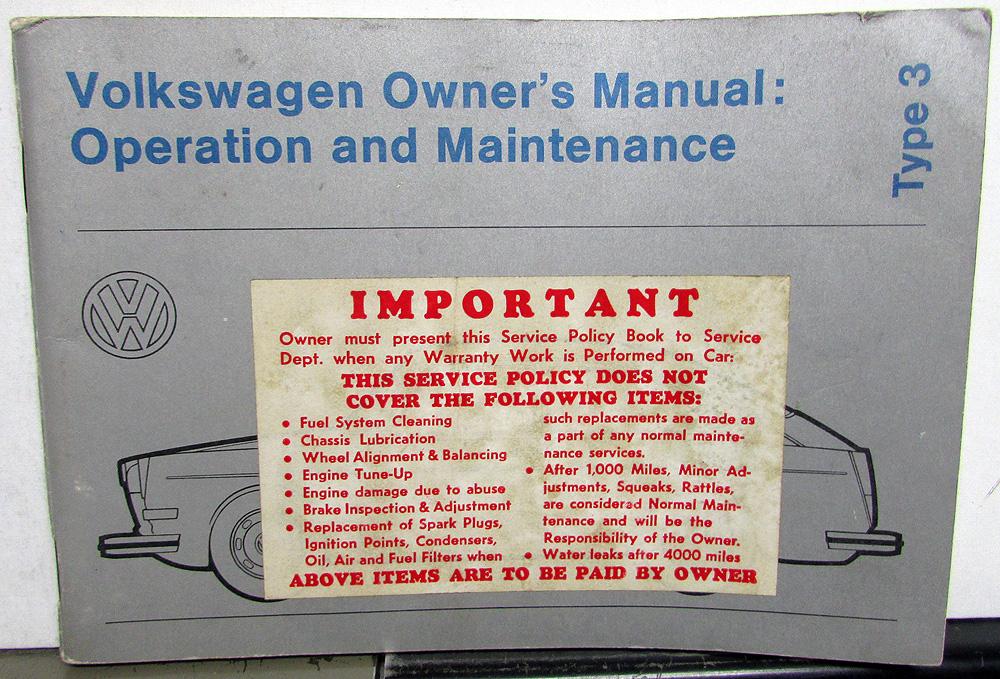 Volkswagen Owner's Manual:
Operation and Maintenance
Type 3
VW
IMPORTANT
Owner must present this Service Policy Book to Service
Dept. when any Warranty Work is Performed on Car:
THIS SERVICE POLICY DOES NOT
COVER THE FOLLOWING ITEMS:
• Fuel System Cleaning
• Chassis Lubrication
• Wheel Alignment & Balancing
• Engine Tune-Up
• Engine damage due to abuse
• Brake Inspection & Adjustment
• Replacement of Spark Plugs,
Ignition Points, Condensers,
Oil, Air and Fuel Filters when
such replacements are made as
a part of any normal mainte-
nance services.
• After 1,000 Miles, Minor Ad-
justments, Squeaks, Rattles,
are considered Normal Main-
tenance and will be the
Responsibility of the Owner.
• Water leaks after 4000 miles
ABOVE ITEMS ARE TO BE PAID BY OWNER